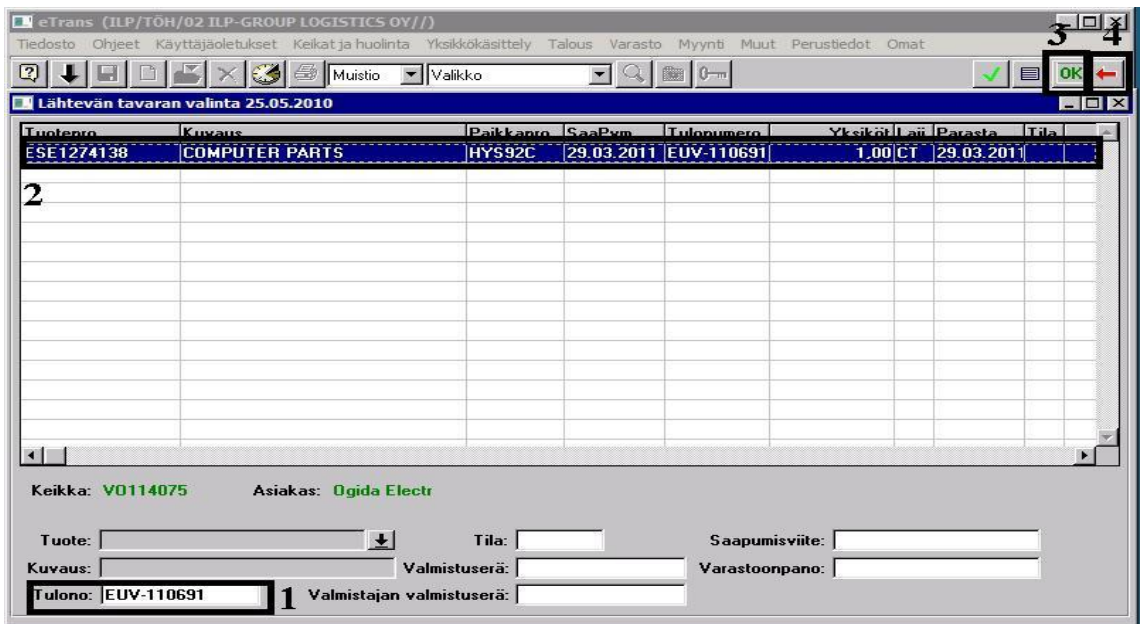 eTrans (ILP/TÖH/02 ILP-GROUP LOGISTICS OY//)
3 4
Tiedosto Ohjeet Käyttäjäoletukset Keikat ja huolinta Yksikkökäsittely Talous Varasto Myynti Muut Perustiedot Omat
Muistio Valikko OK
Lähtevän tavaran valinta 25.05.2010
Tuotenro Kuvaus Paikkanro SaaPvm Tulonumero Yksiköt Laji Parasta Tila
ESE1274138 COMPUTER PARTS HYS92C 29.03.2011 EUV-110691 1,00 CT 29.03.2011
2
Keikka: VO114075 Asiakas: Ogida Electr
Tuote: Tila: Saapumisviite:
Kuvaus: Valmistuserä: Varastoonpano:
Tulono: EUV-110691 1 Valmistajan valmistuserä: